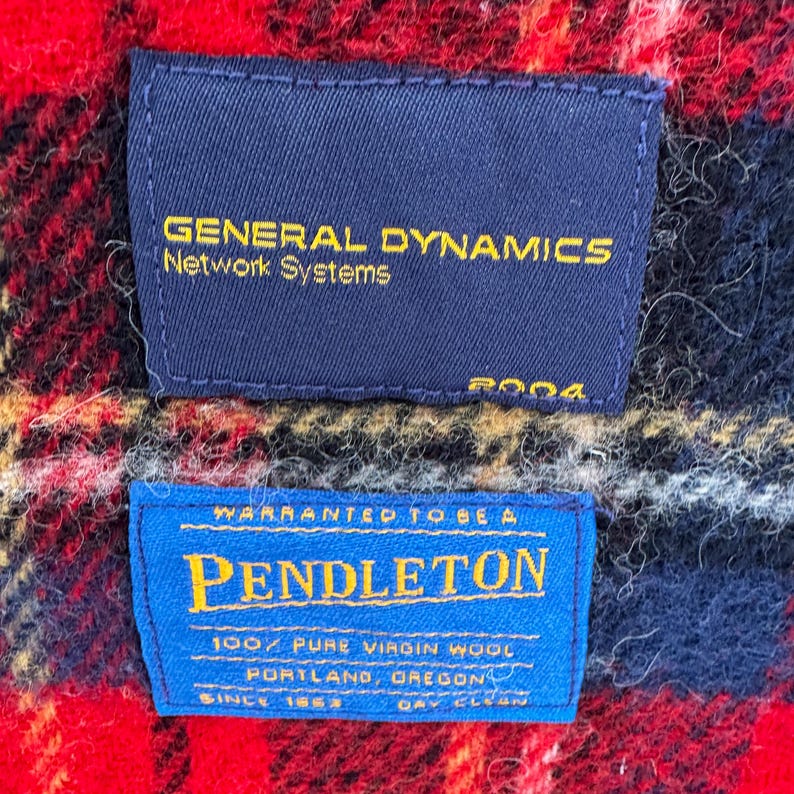 GENERAL DYNAMICS
Network Systems
2004
WARRANTED TO BE A
PENDLETON
100% PURE VIRGIN WOOL
PORTLAND, OREGON
SINCE 1863 DRY CLEAN